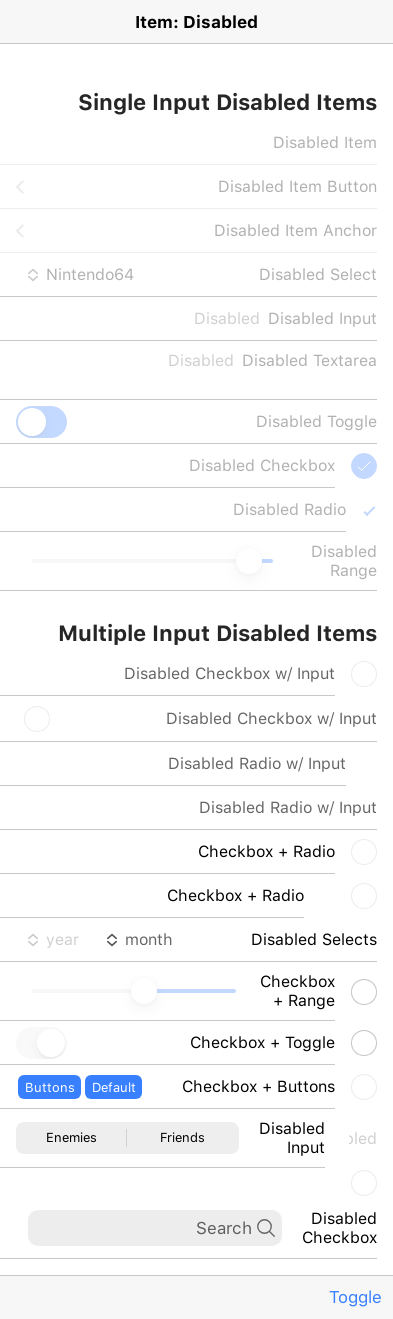 Item: Disabled
Single Input Disabled Items
Disabled Item
Disabled Item Button
Disabled Item Anchor
Disabled Select Nintendo64
Disabled Input Disabled
Disabled Textarea Disabled
Disabled Toggle
Disabled Checkbox
Disabled Radio
Disabled
Range
Multiple Input Disabled Items
Disabled Checkbox w/ Input
Disabled Checkbox w/ Input
Disabled Radio w/ Input
Disabled Radio w/ Input
Checkbox + Radio
Checkbox + Radio
Disabled Selects month year
Checkbox
+ Range
Checkbox + Toggle
Checkbox + Buttons Default Buttons
Disabled
Input
Friends Enemies
Disabled
Checkbox
Search
Toggle